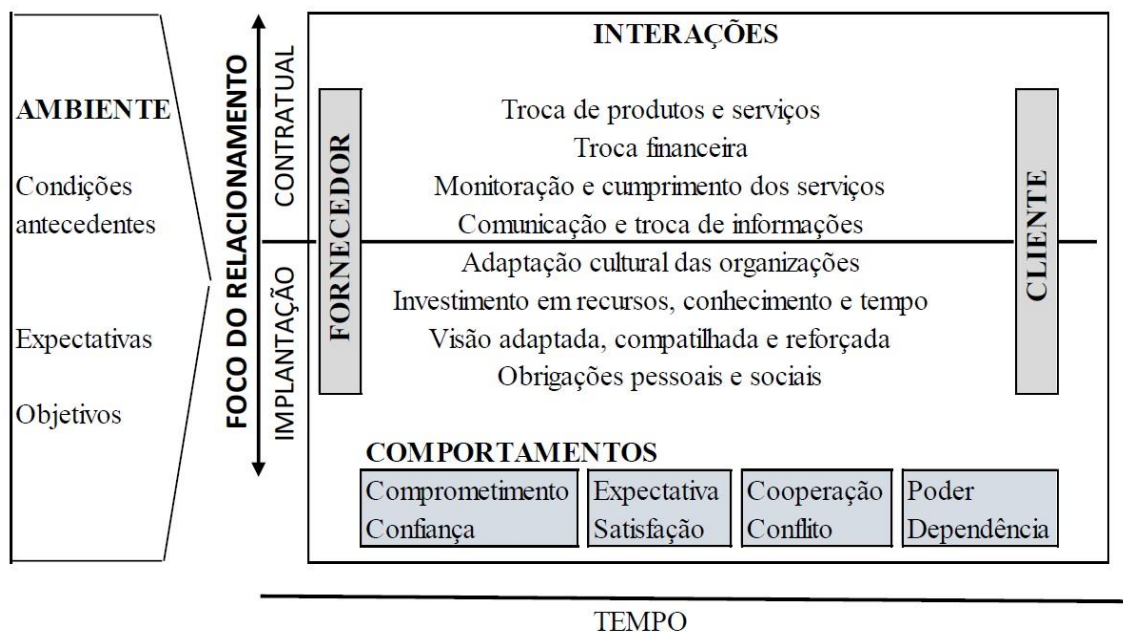 AMBIENTE
Condições
antecedentes
Expectativas
Objetivos
FOCO DO RELACIONAMENTO
CONTRATUAL
IMPLANTAÇÃO
INTERAÇÕES
FORNECEDOR
Troca de produtos e serviços
Troca financeira
Monitoração e cumprimento dos serviços
Comunicação e troca de informações
Adaptação cultural das organizações
Investimento em recursos, conhecimento e tempo
Visão adaptada, compatilhada e reforçada
Obrigações pessoais e sociais
CLIENTE
COMPORTAMENTOS
Comprometimento
Confiança
Expectativa
Satisfação
Cooperação
Conflito
Poder
Dependência
TEMPO